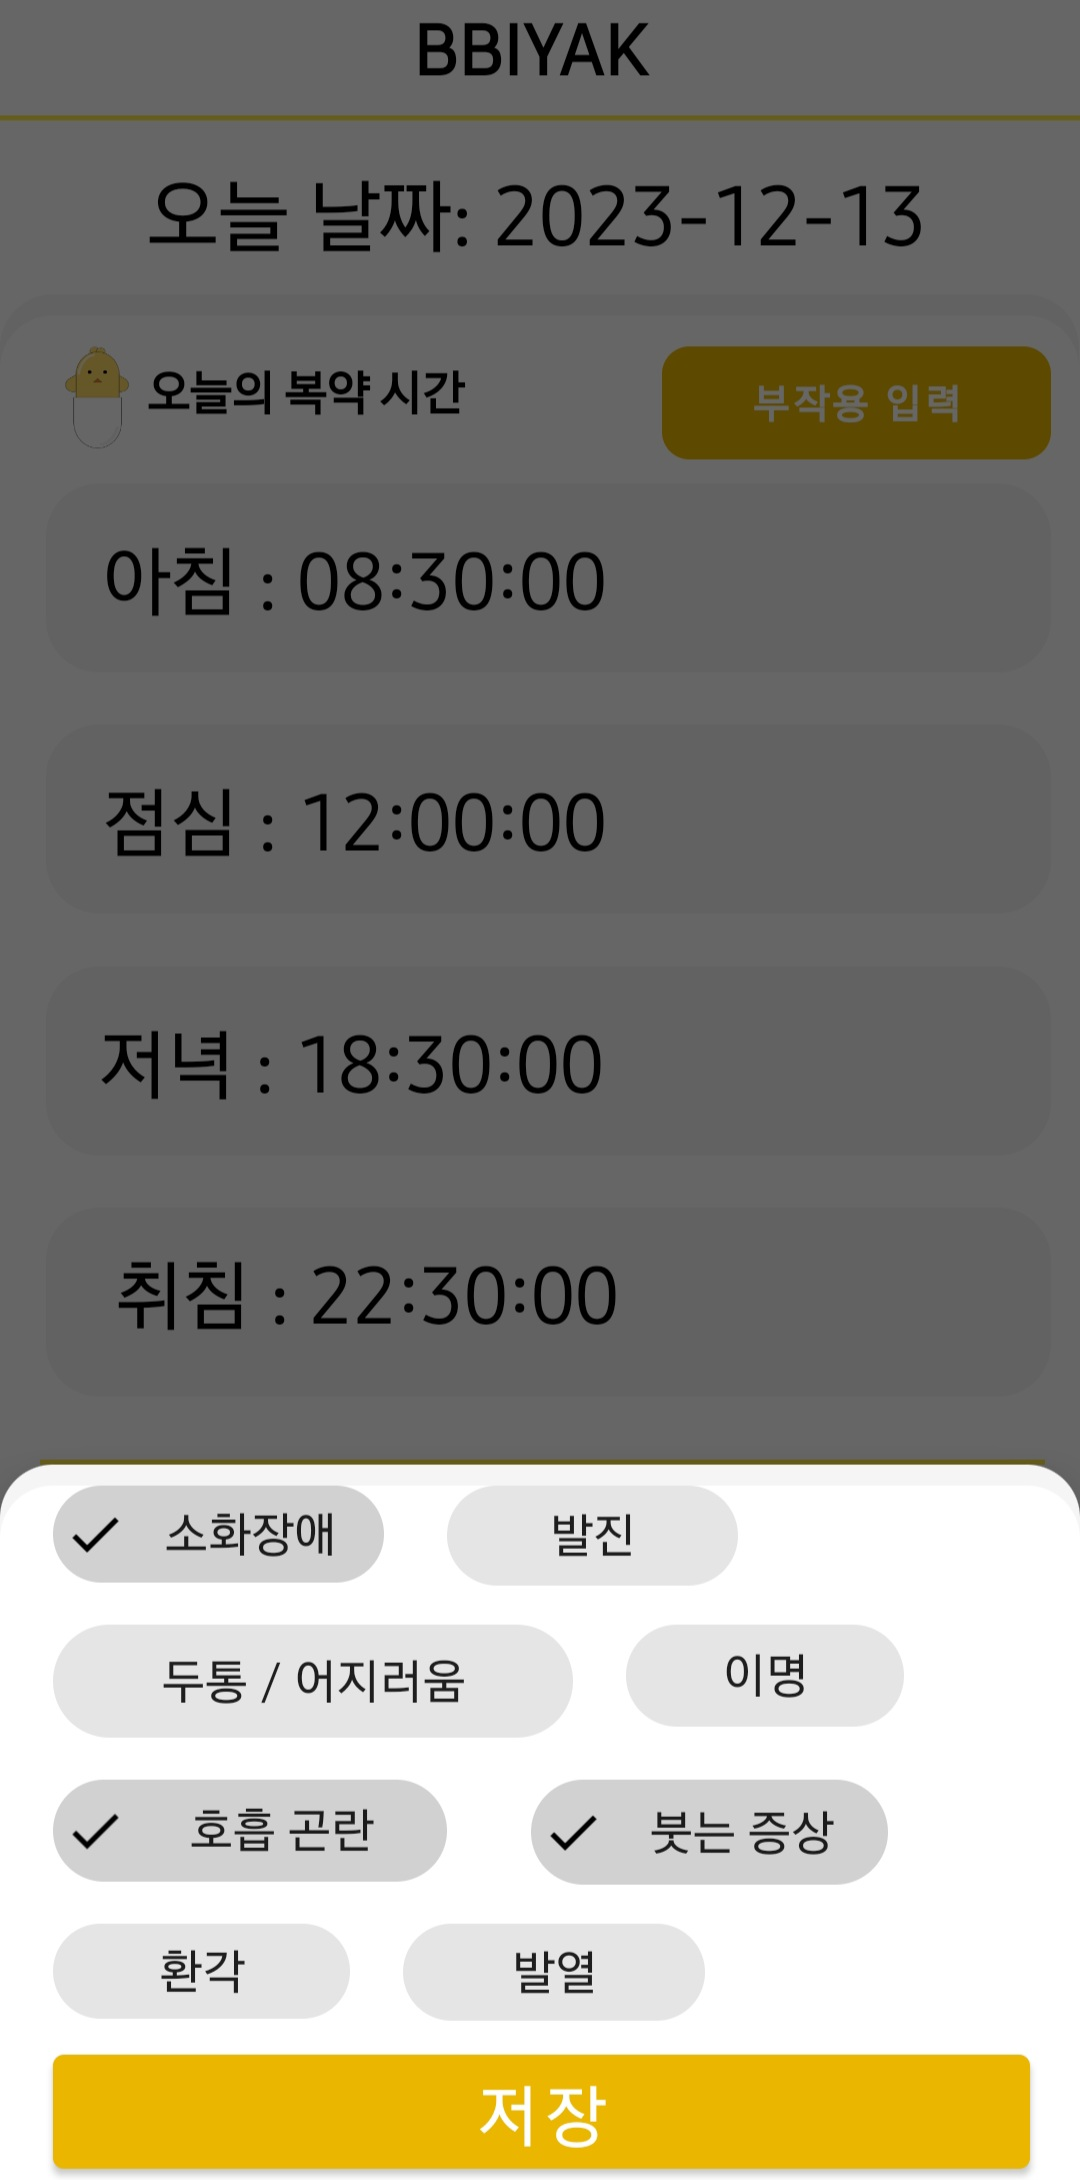 BBIYAK
오늘 날짜: 2023-12-13
오늘의 복약 시간
부작용 입력
아침 : 08:30:00
점심 : 12:00:00
저녁 : 18:30:00
취침 : 22:30:00
소화장애 발진
두통 / 어지러움 이명
호흡 곤란 붓는 증상
환각 발열
저장